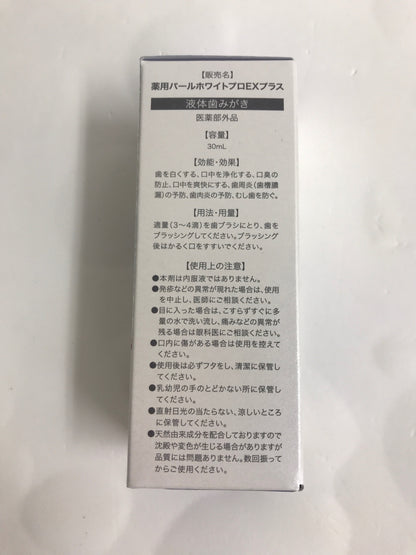 【販売名】
薬用パールホワイトプロEXプラス
液体歯みがき
医薬部外品
【容量】
30mL
【効能・効果】
歯を白くする、口中を浄化する、口臭
の防止、口中を爽快にする、歯周炎(歯槽膿
漏)の予防、歯肉炎の予防、むし歯を防ぐ。
【用法・用量】
適量(3〜4滴)を歯ブラシにとり、歯を
ブラッシングしてください。ブラッシング
後はかるく口をすすいでください。
【使用上の注意】
●本剤は内服液ではありません。
●発疹などの異常が現れた場合は、使用
を中止し、医師にご相談ください。
●目に入った場合は、こすらずすぐに多
量の水で洗い流し、痛みなどの異常が
残る場合は眼科医にご相談ください。
●口内に傷がある場合は使用を控えて
ください。
●使用後は必ずフタをし、清潔に保管し
てください。
●乳幼児の手のとどかない所に保管し
てください。
●直射日光の当たらない、涼しいところ
に保管してください。
●天然由来成分を配合しておりますので
沈殿や変色が生じる場合がありますが
品質には問題ありません。数回振って
からご使用ください。